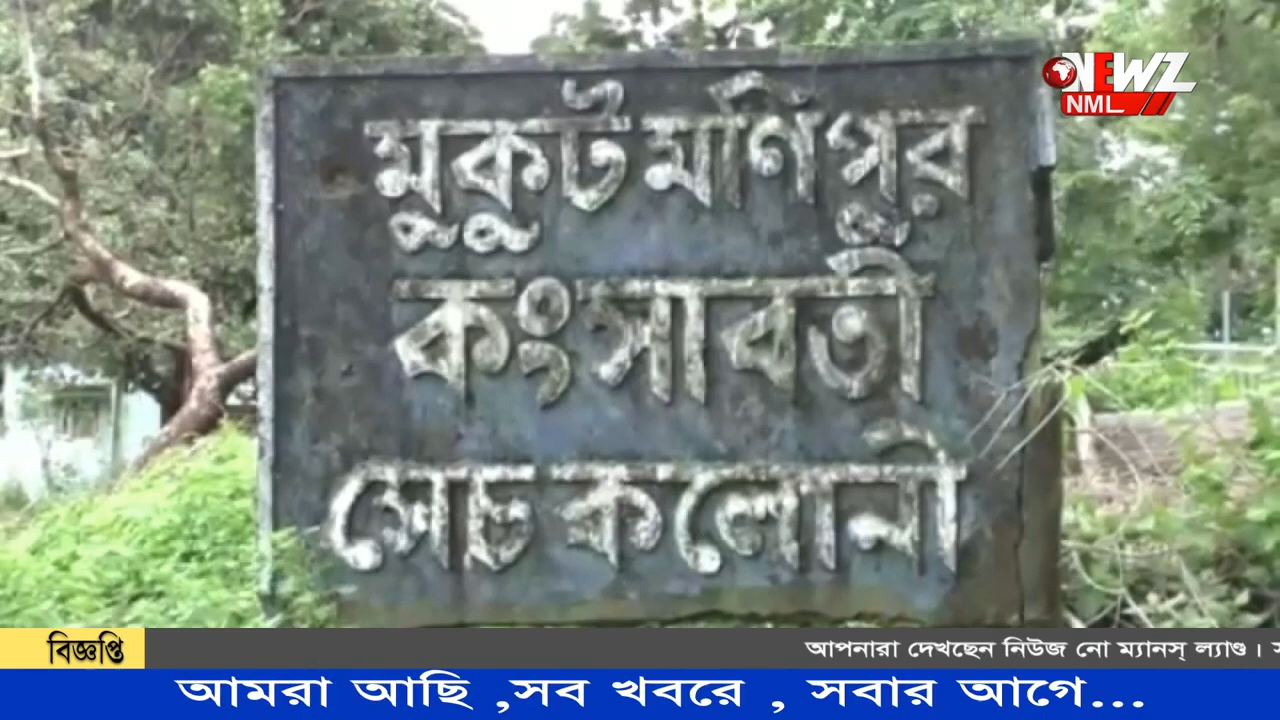 NEWZ
NML
মুকুটমণিপুর
কংসাবতী
সেচ কলোনী
বিজ্ঞপ্তি
আপনারা দেখছেন নিউজ নো ম্যানস্ ল্যাণ্ড।
আমরা আছি ,সব খবরে , সবার আগে...